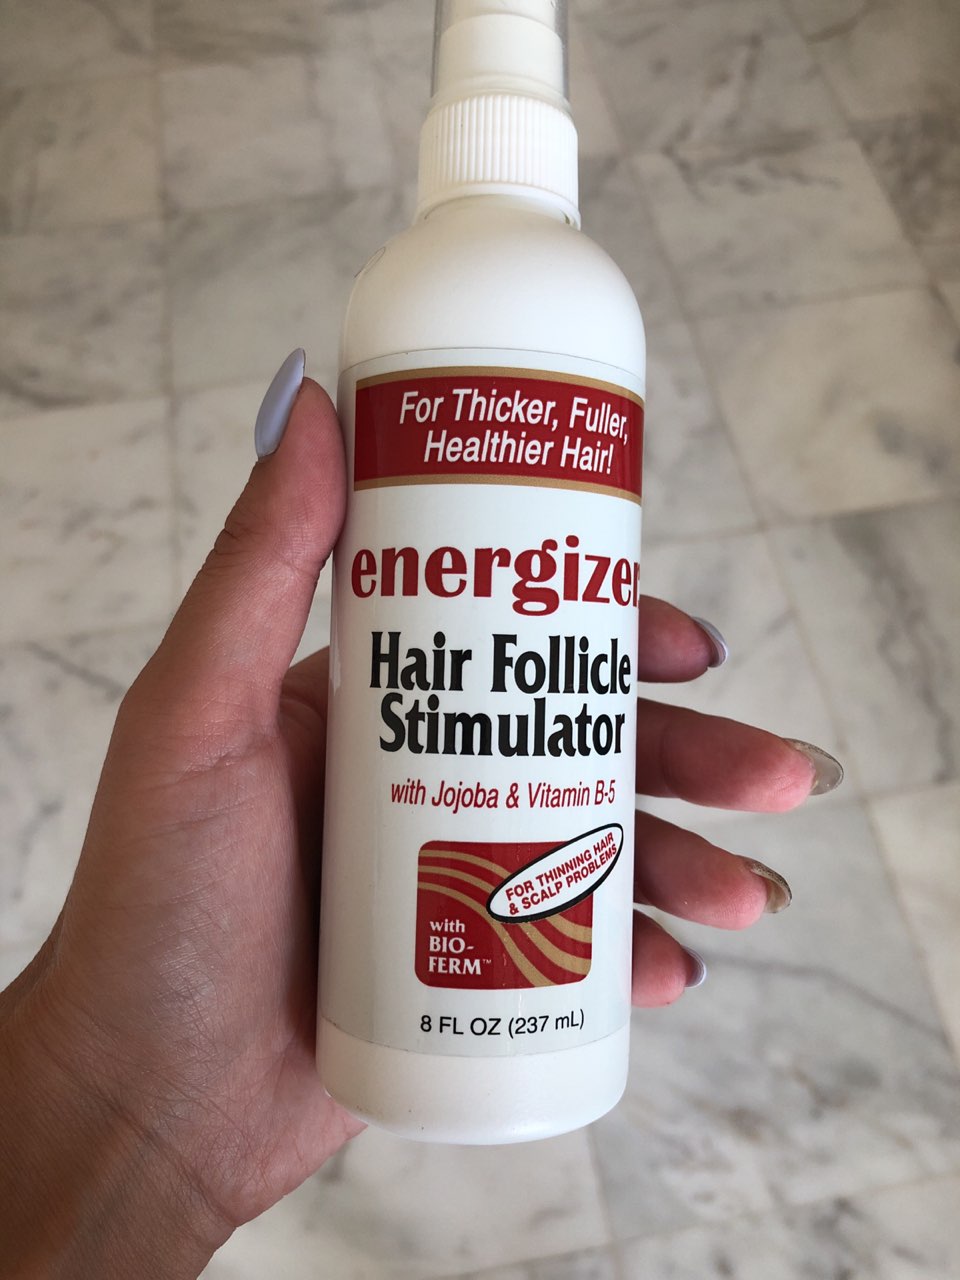 For Thicker, Fuller,
Healthier Hair!
energizer
Hair Follicle
Stimulator
with Jojoba & Vitamin B-5
FOR THINNING HAIR
& SCALP PROBLEMS
with
BIO-
FERM™
8 FL OZ (237 mL)